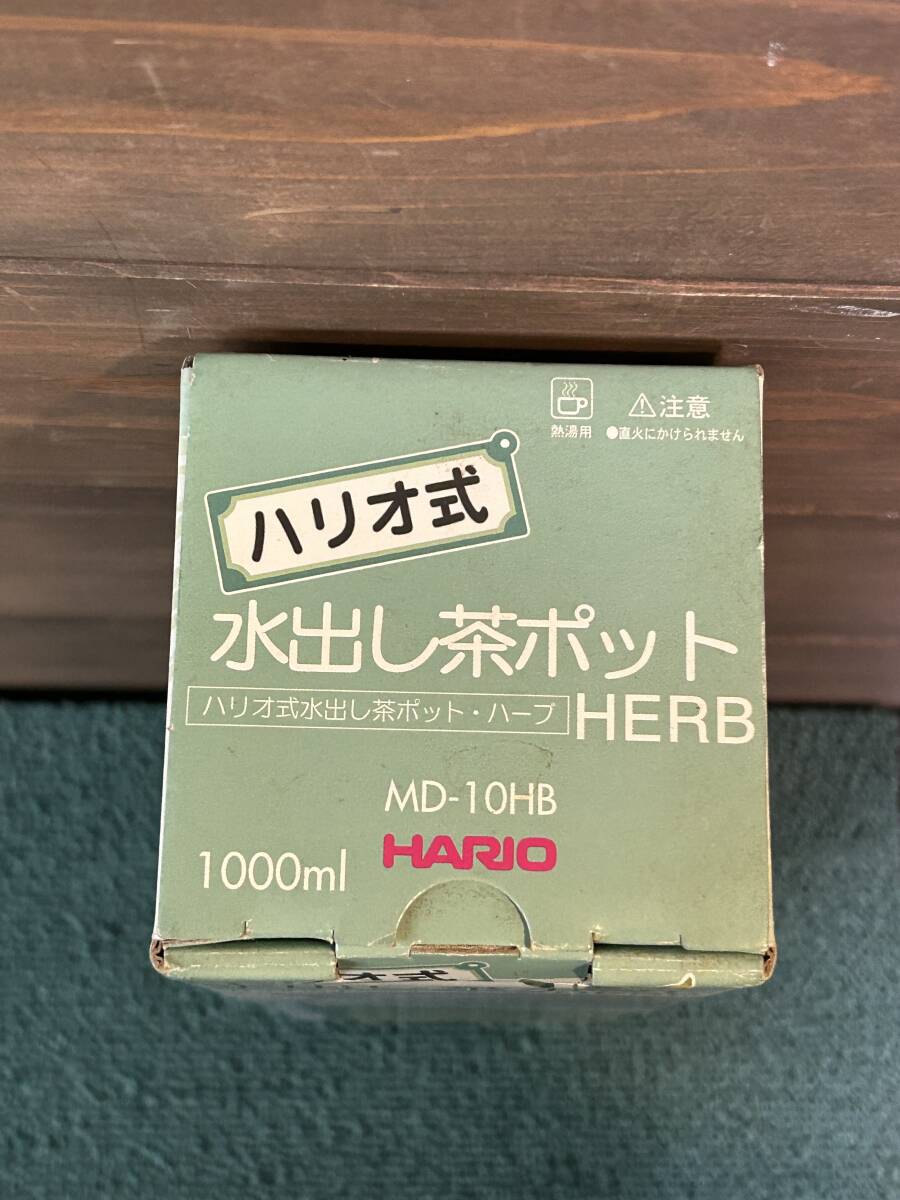 熱湯用
⚠注意
●直火にかけられません
ハリオ式
水出し茶ポット
ハリオ式水出し茶ポット・ハーブ
HERB
MD-10HB
HARIO
1000ml
オ式